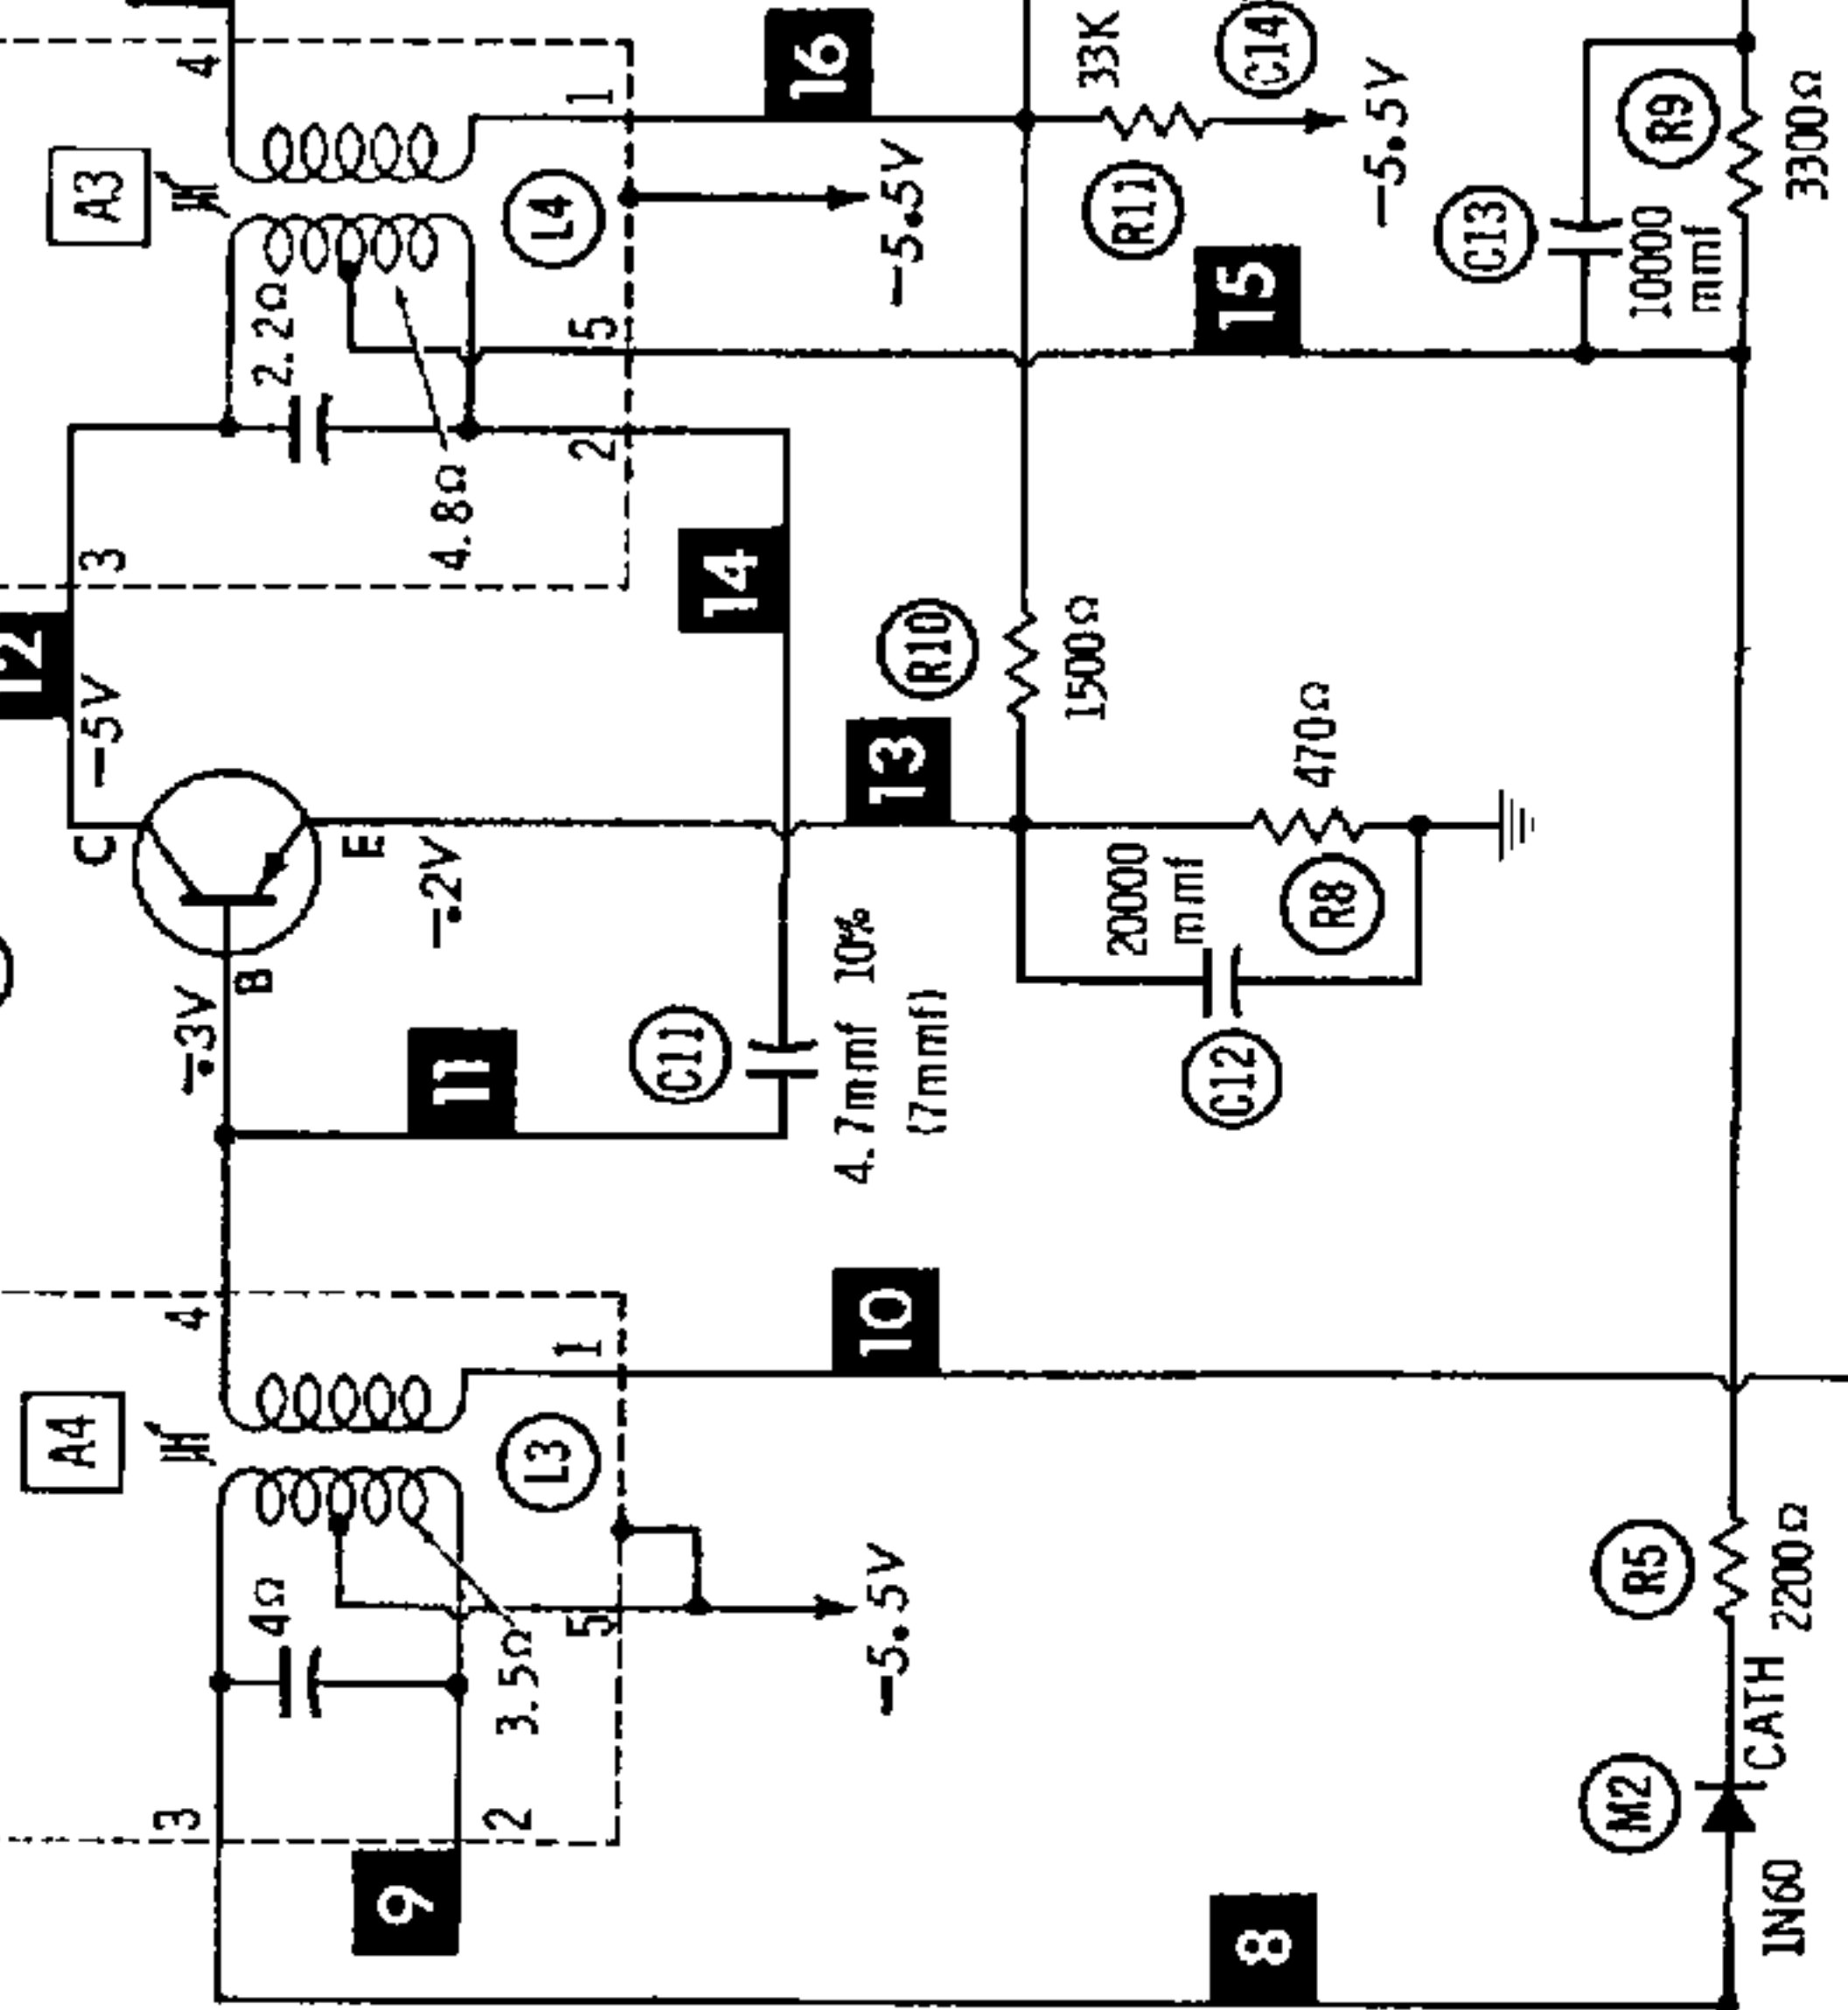 A4
4Ω
3
4
3.5Ω
2
1
5
L3
9
-5.5V
10
8
M2
1N60
CATH
R5
2200Ω
-.3V
B
C
E
-5V
-.2V
11
C11
4.7mmf 10%
(7mmf)
12
13
14
R10
1500Ω
C12
20000
mmf
R8
470Ω
A3
2.2Ω
3
4
4.8Ω
2
5
1
L4
-5.5V
16
15
33K
R11
C14
-5.5V
C13
10000
mmf
R9
3300Ω